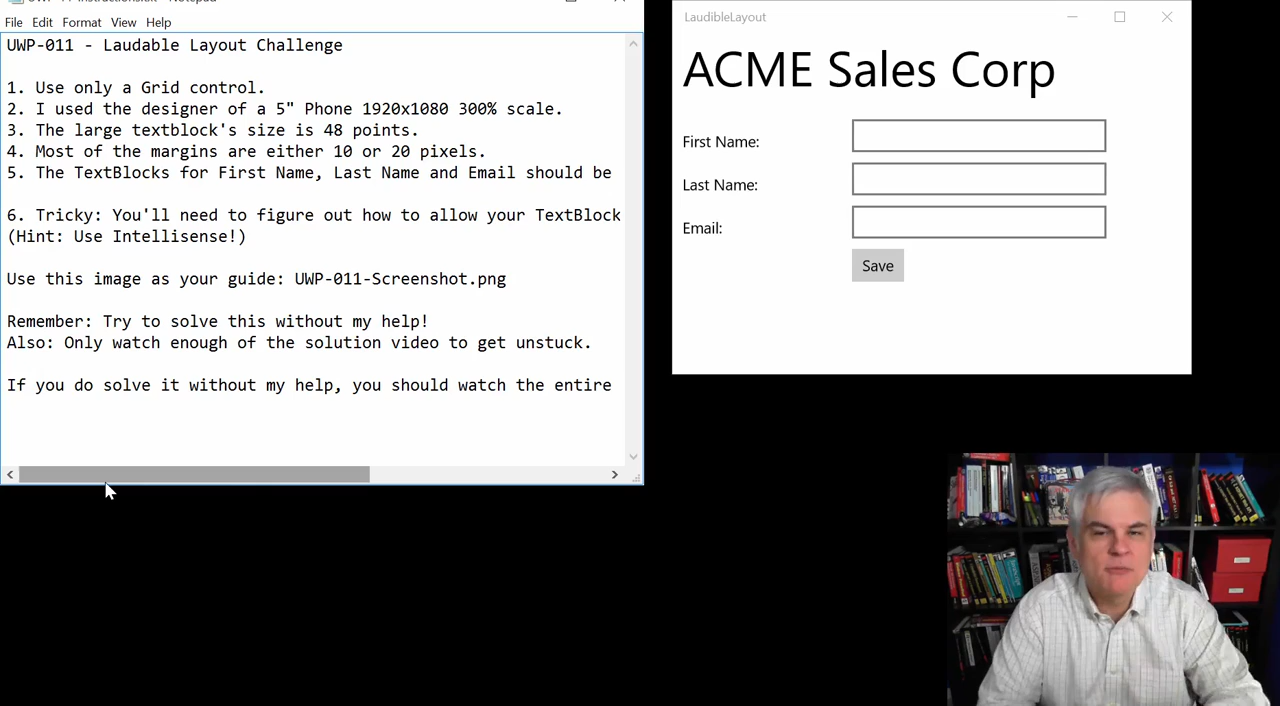 File Edit Format View Help
UWP-011 - Laudable Layout Challenge
1. Use only a Grid control.
2. I used the designer of a 5" Phone 1920x1080 300% scale.
3. The large textblock's size is 48 points.
4. Most of the margins are either 10 or 20 pixels.
5. The TextBlocks for First Name, Last Name and Email should be
6. Tricky: You'll need to figure out how to allow your TextBlock
(Hint: Use Intellisense!)
Use this image as your guide: UWP-011-Screenshot.png
Remember: Try to solve this without my help!
Also: Only watch enough of the solution video to get unstuck.
If you do solve it without my help, you should watch the entire
LaudibleLayout
ACME Sales Corp
First Name:
Last Name:
Email:
Save